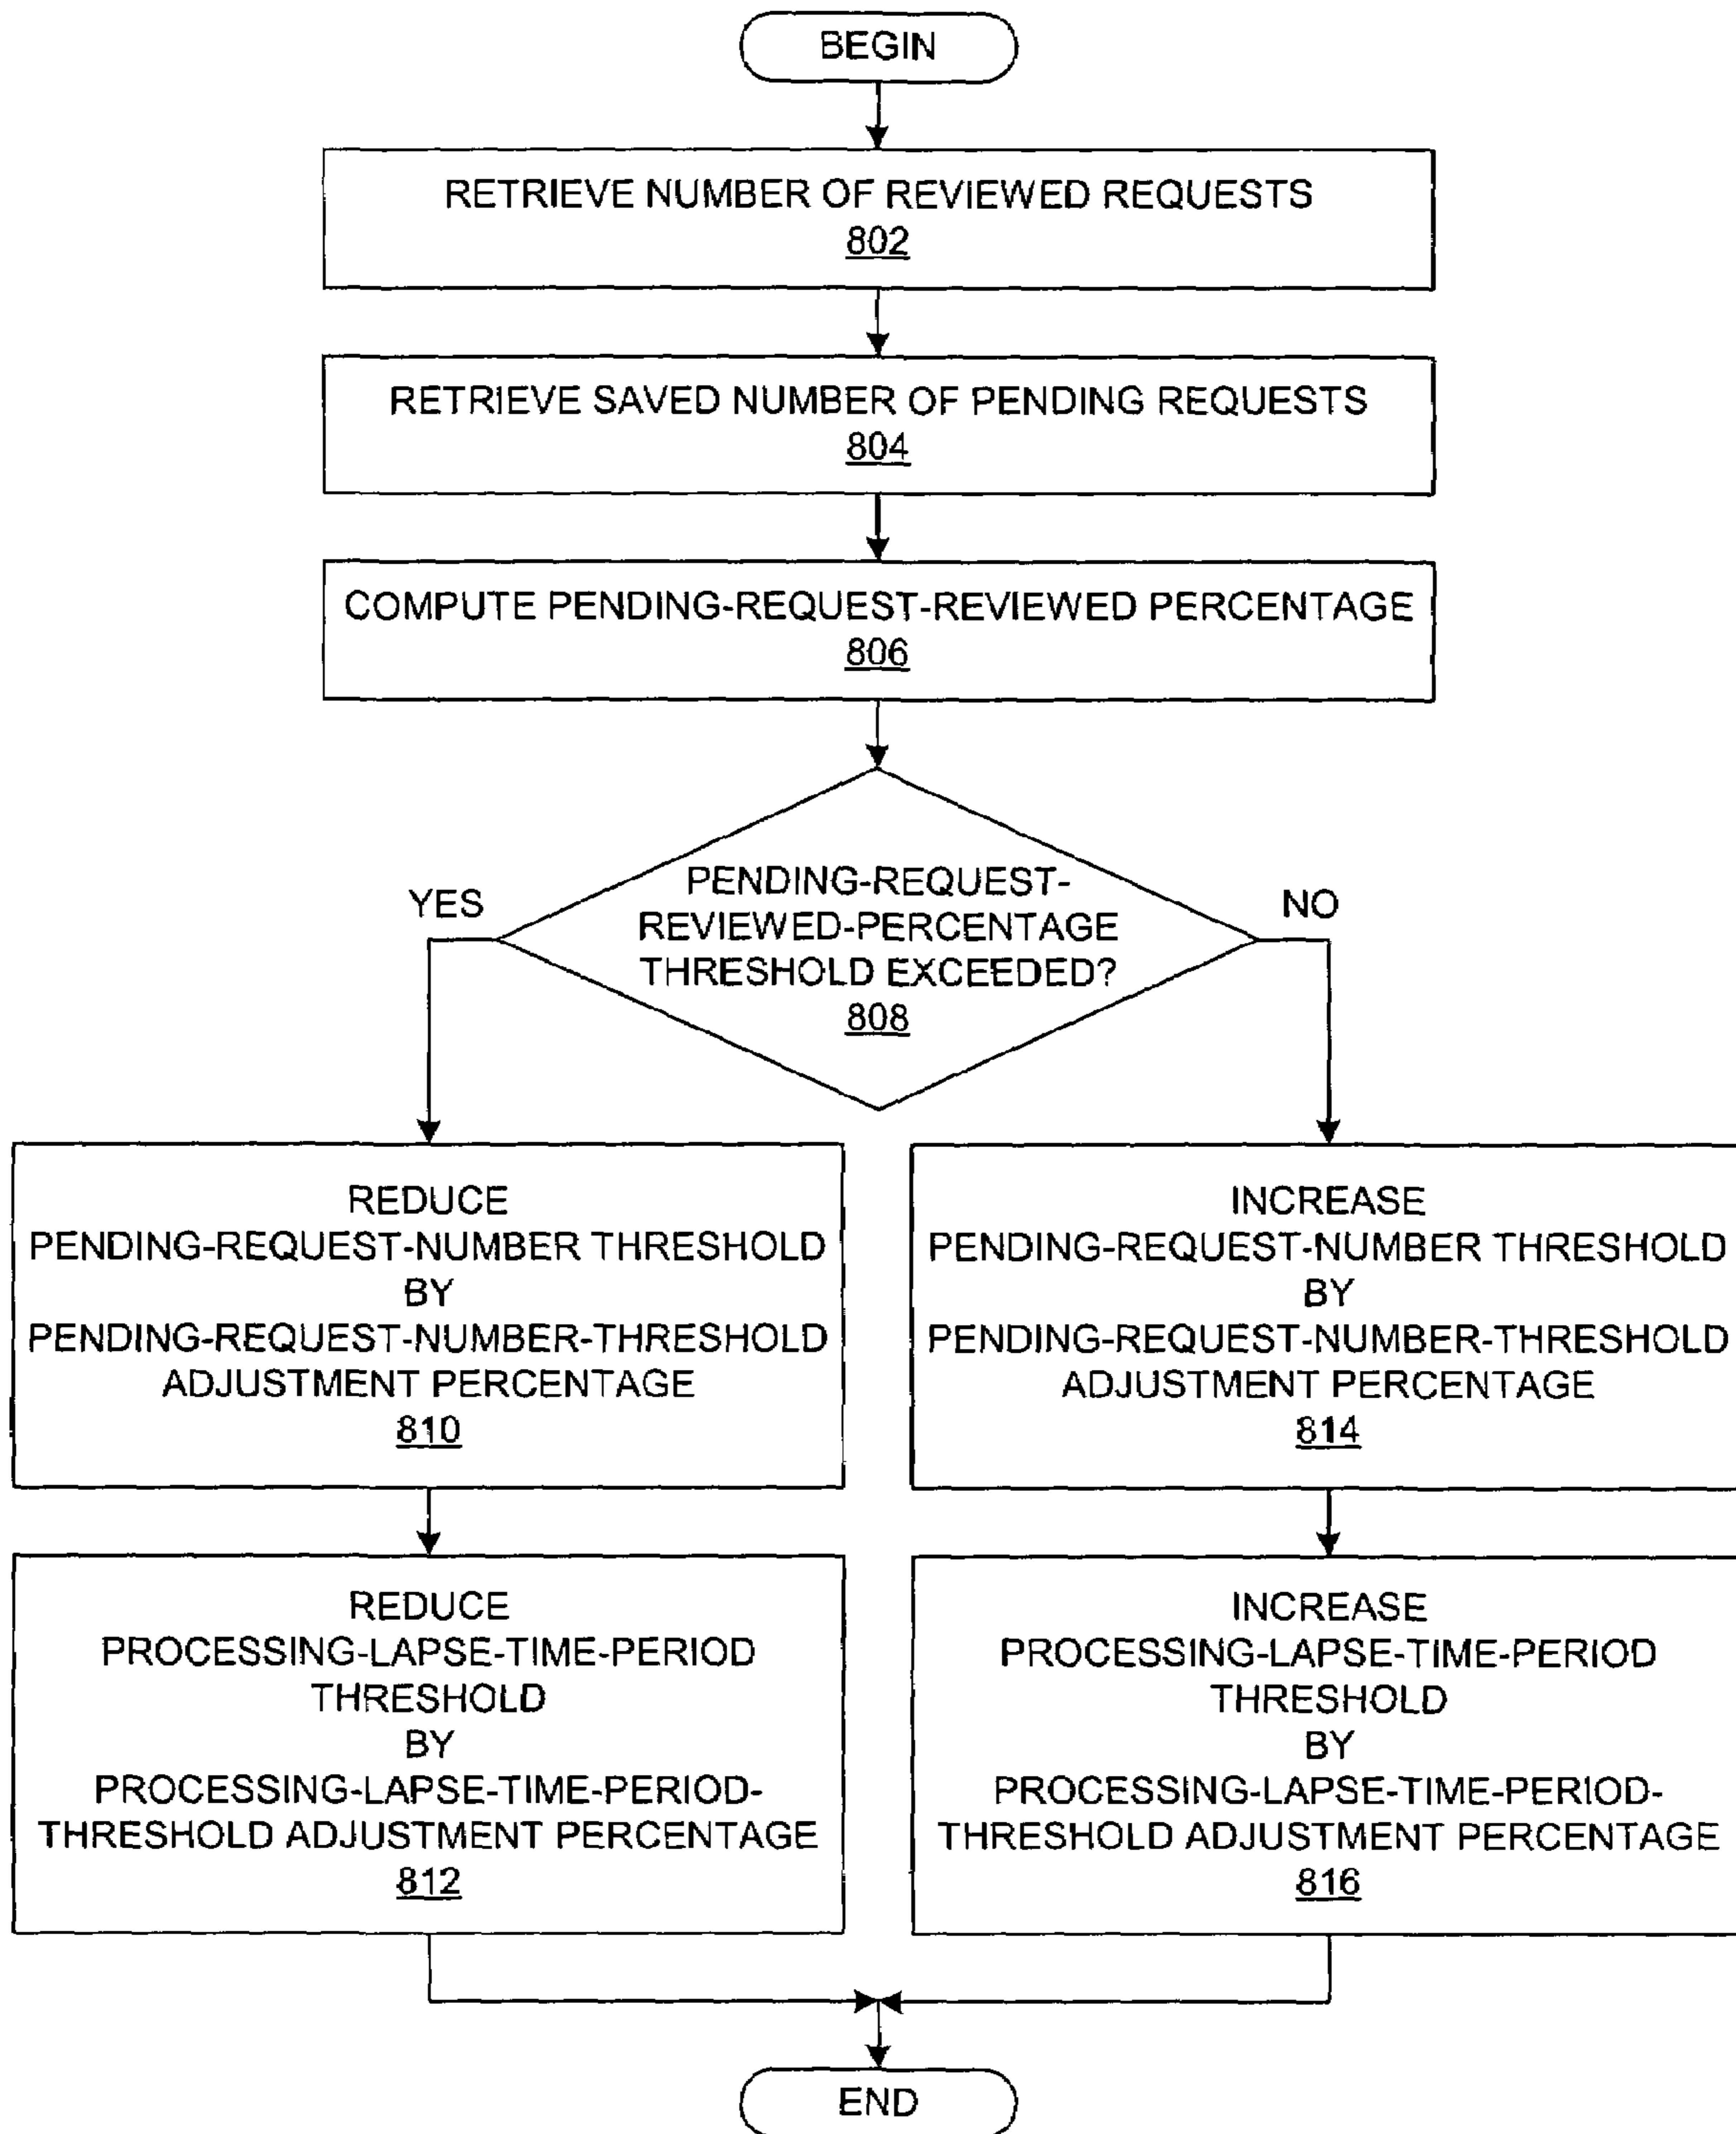 BEGIN
RETRIEVE NUMBER OF REVIEWED REQUESTS
802
RETRIEVE SAVED NUMBER OF PENDING REQUESTS
804
COMPUTE PENDING-REQUEST-REVIEWED PERCENTAGE
806
PENDING-REQUEST-
REVIEWED-PERCENTAGE
THRESHOLD EXCEEDED?
808
YES
NO
REDUCE
PENDING-REQUEST-NUMBER THRESHOLD
BY
PENDING-REQUEST-NUMBER-THRESHOLD
ADJUSTMENT PERCENTAGE
810
REDUCE
PROCESSING-LAPSE-TIME-PERIOD
THRESHOLD
BY
PROCESSING-LAPSE-TIME-PERIOD-
THRESHOLD ADJUSTMENT PERCENTAGE
812
INCREASE
PENDING-REQUEST-NUMBER THRESHOLD
BY
PENDING-REQUEST-NUMBER-THRESHOLD
ADJUSTMENT PERCENTAGE
814
INCREASE
PROCESSING-LAPSE-TIME-PERIOD
THRESHOLD
BY
PROCESSING-LAPSE-TIME-PERIOD-
THRESHOLD ADJUSTMENT PERCENTAGE
816
END